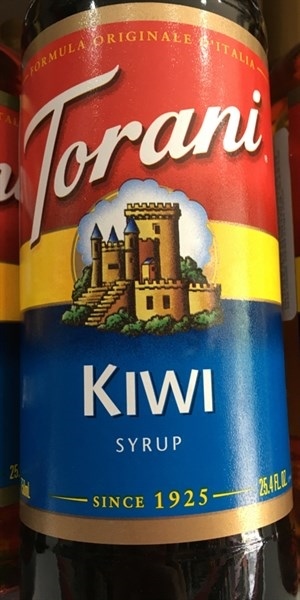 FORMULA ORIGINALE D'ITALIA
Torani
KIWI
SYRUP
SINCE 1925
25.4 FL OZ